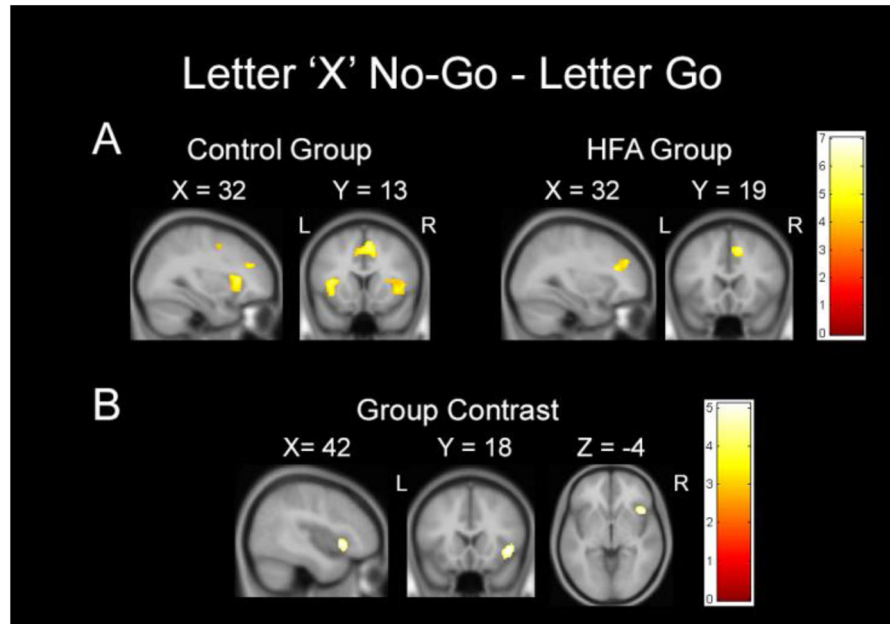 Letter ‘X’ No-Go - Letter Go
A
Control Group
HFA Group
X = 32
Y = 13
X = 32
Y = 19
L
R
L
R
7
6
5
4
3
2
1
0
B
Group Contrast
X= 42
Y = 18
Z = -4
L
R
5
4
3
2
1
0